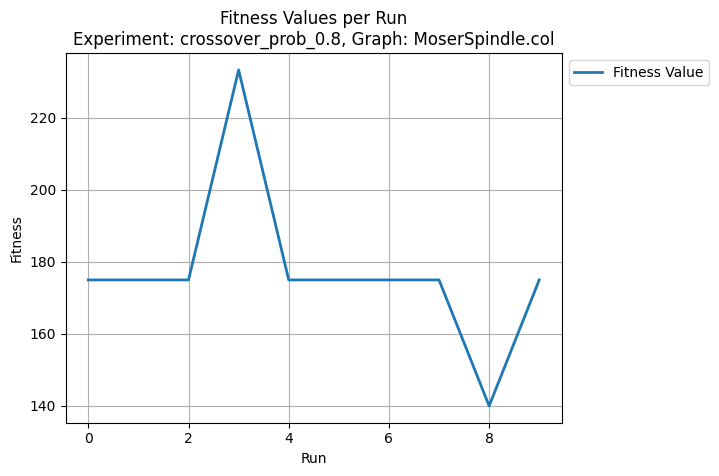 Fitness Values per Run
Experiment: crossover_prob_0.8, Graph: MoserSpindle.col
Fitness Value
220
200
180
160
140
Fitness
0 2 4 6 8
Run